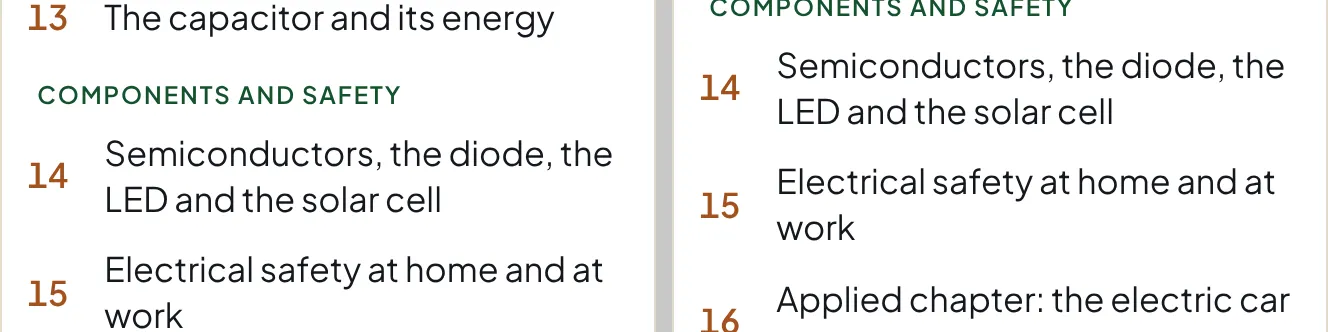 13 The capacitor and its energy
COMPONENTS AND SAFETY
14 Semiconductors, the diode, the
LED and the solar cell
15 Electrical safety at home and at
work
COMPONENTS AND SAFETY
14 Semiconductors, the diode, the
LED and the solar cell
15 Electrical safety at home and at
work
16 Applied chapter: the electric car